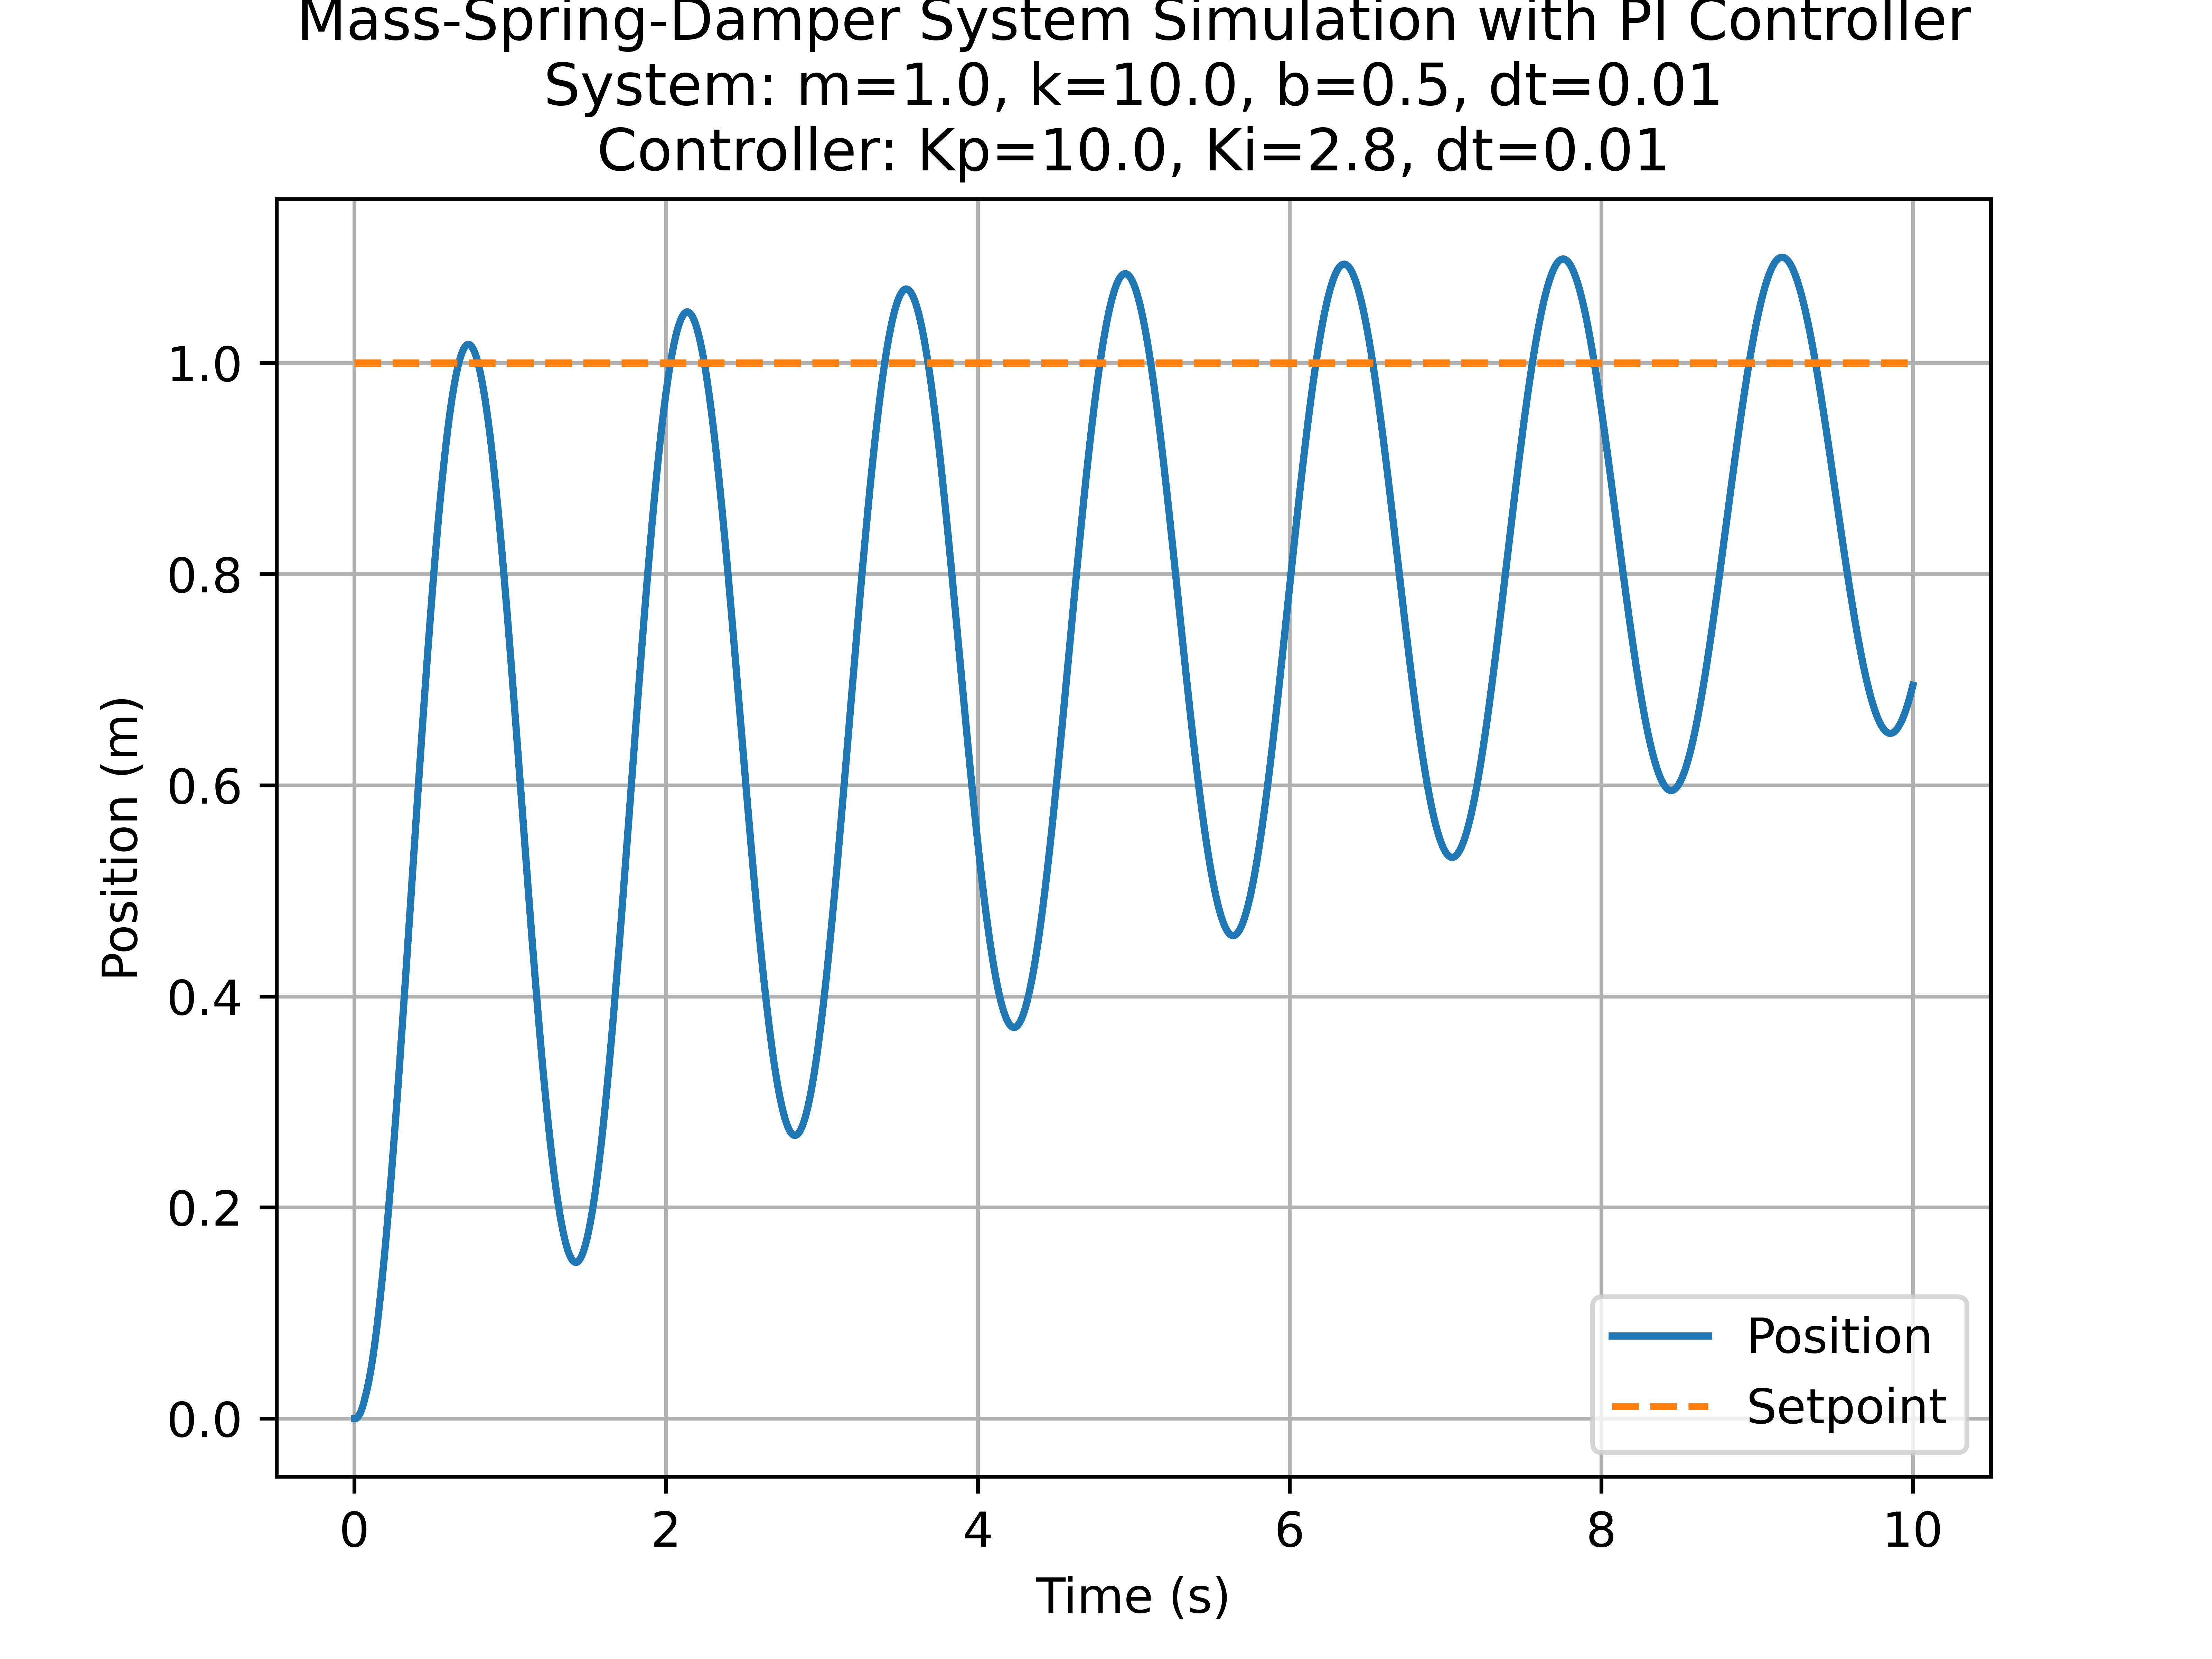 Mass-Spring-Damper System Simulation with PI Controller
System: m=1.0, k=10.0, b=0.5, dt=0.01
Controller: Kp=10.0, Ki=2.8, dt=0.01
1.0
0.8
0.6
0.4
0.2
0.0
Position (m)
Position
Setpoint
0 2 4 6 8 10
Time (s)